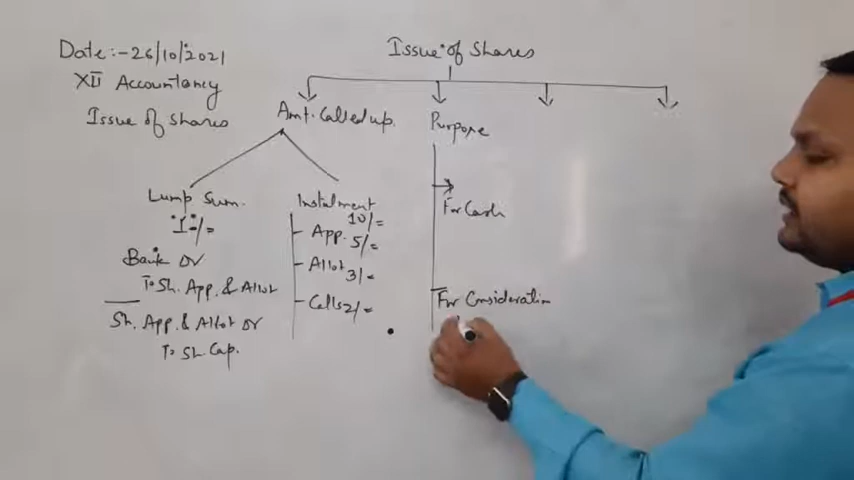 Date:-26/10/2021
XII Accountancy
Issue of Shares
Issue of Shares
Amt. Called up.
Purpose
Lump Sum.
Instalment
App. 5/=
Allot 3/=
Calls 2/=
10/=
Bank Dr
To Sh. App. & Allot
Sh. App. & Allot Dr
To Sh. Cap.
For Cash
For Consideration